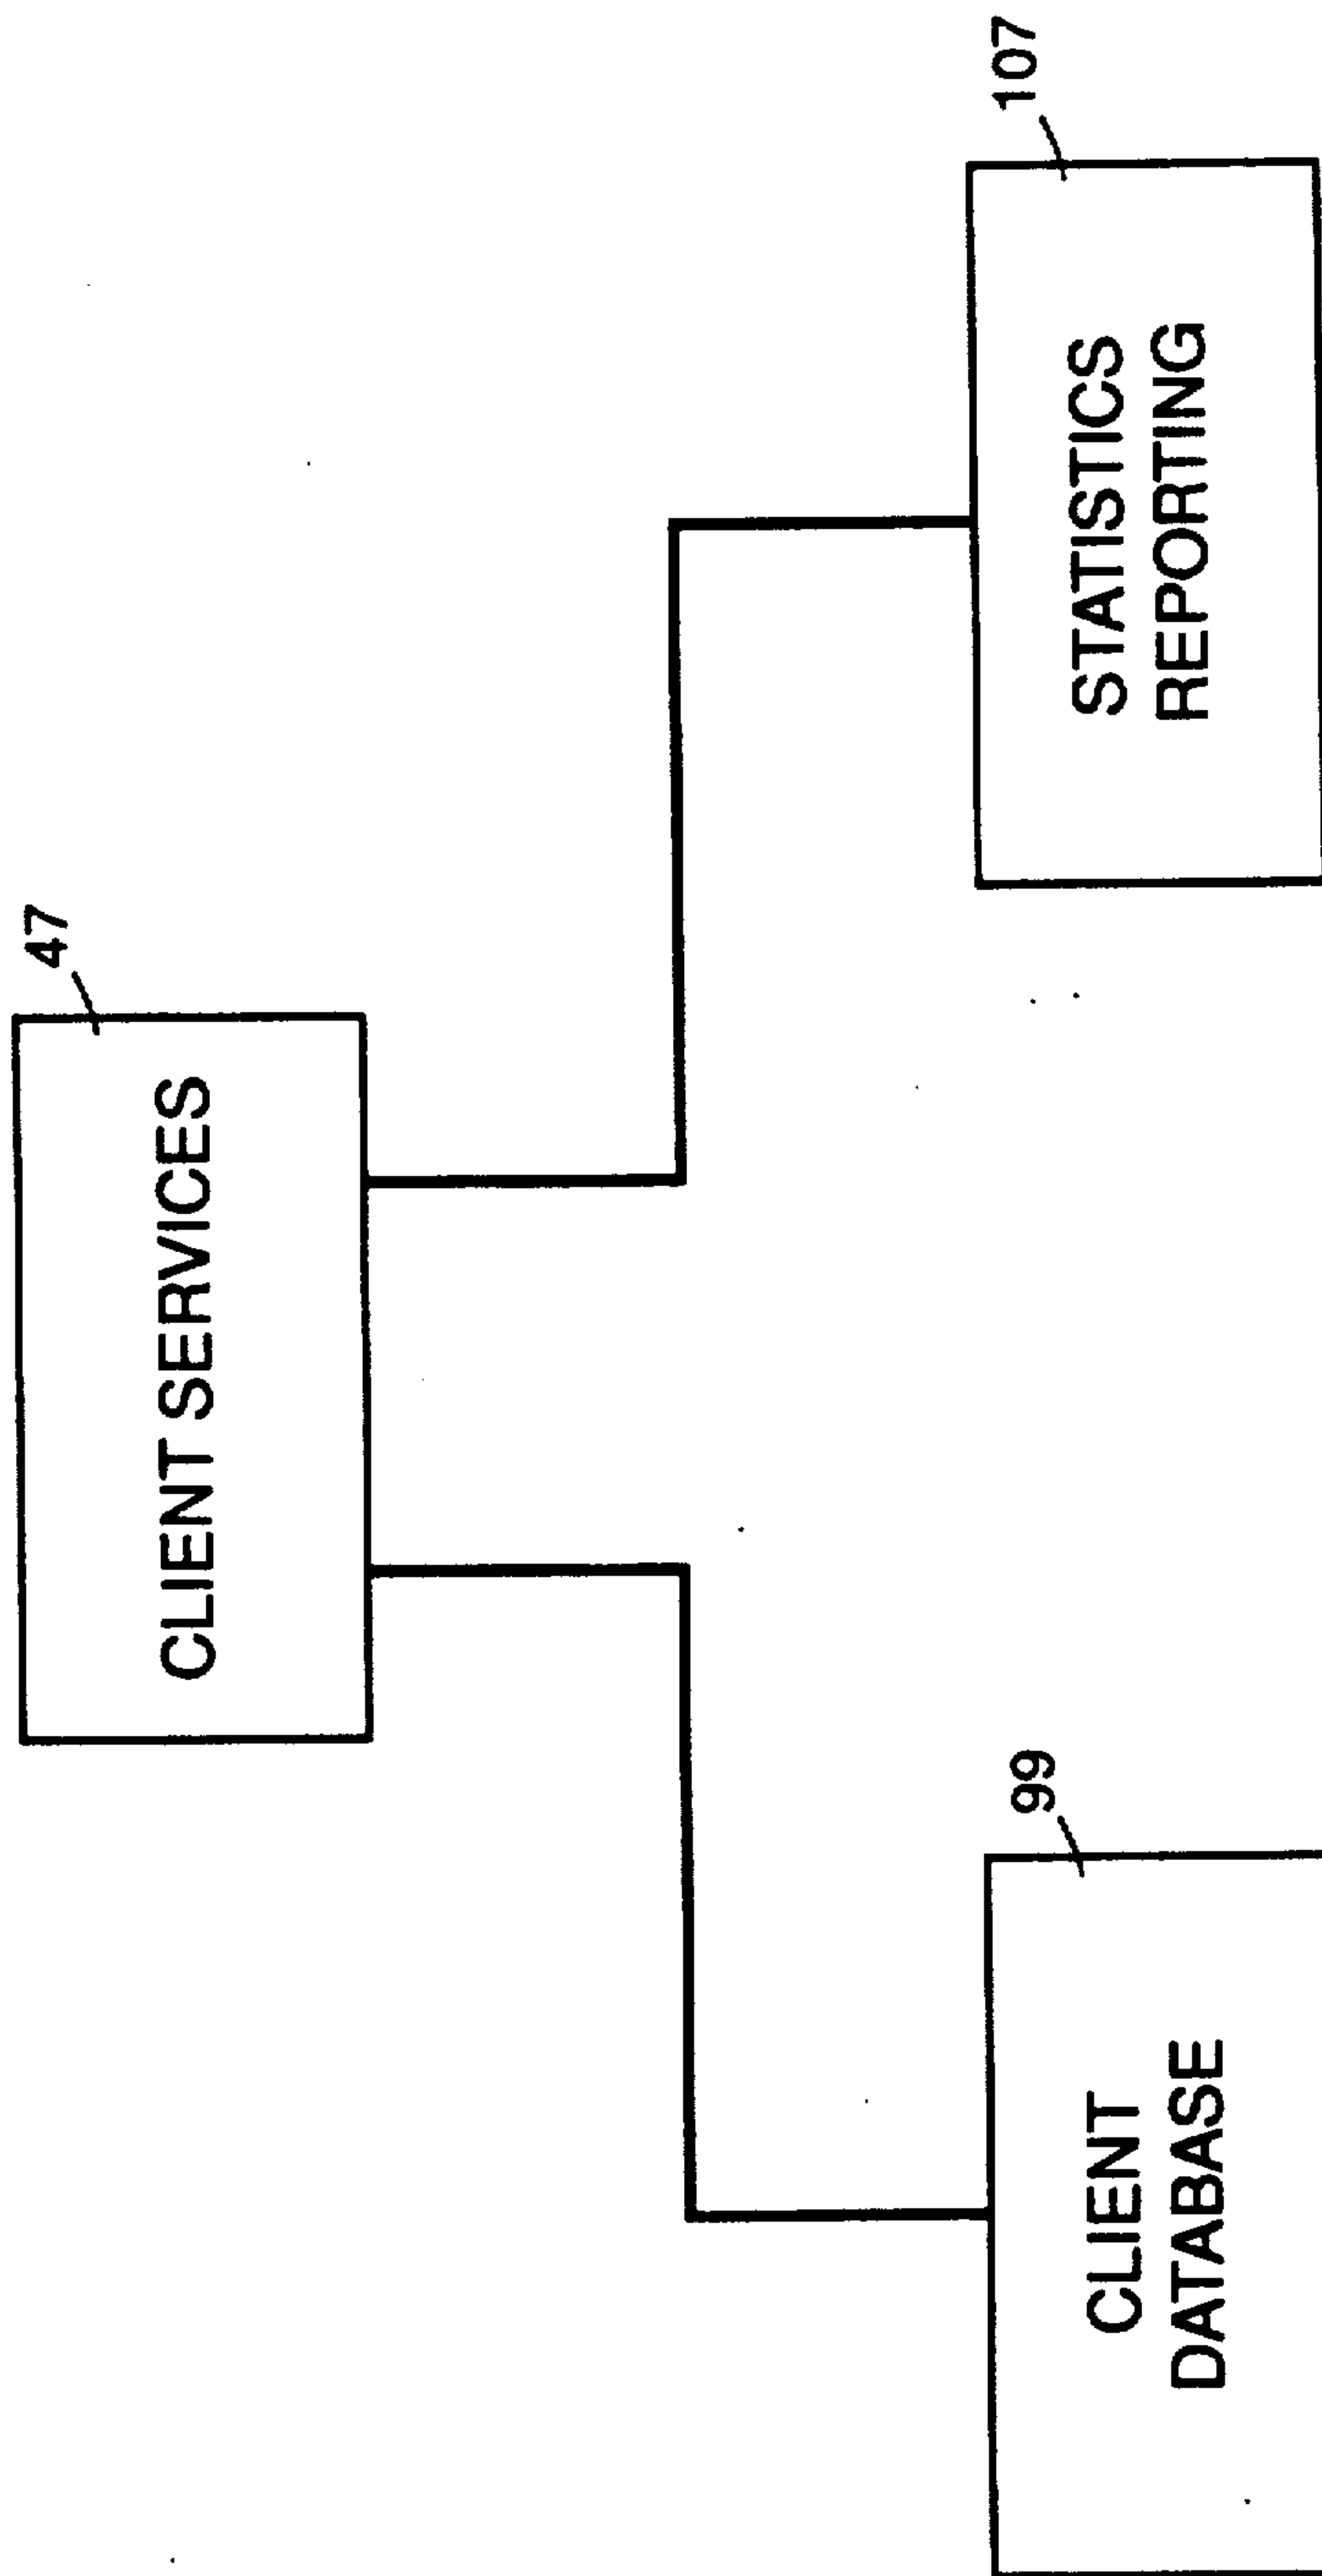 47
CLIENT SERVICES
99
CLIENT
DATABASE
107
STATISTICS
REPORTING